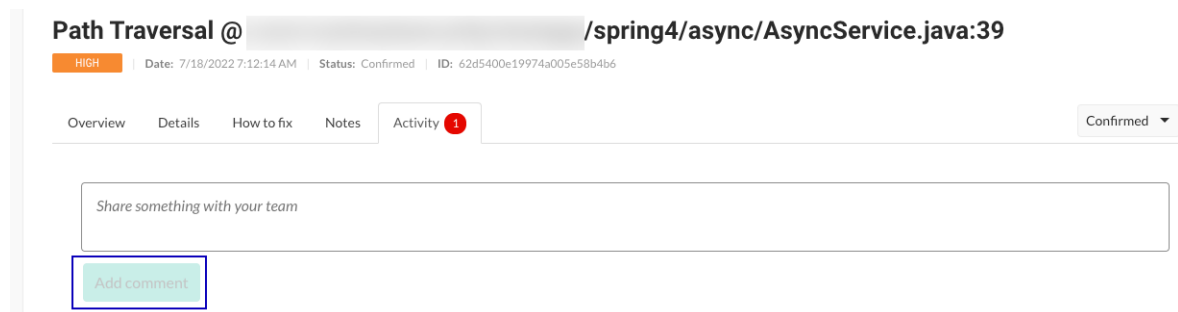 Path Traversal @ /spring4/async/AsyncService.java:39
HIGH | Date: 7/18/2022 7:12:14 AM | Status: Confirmed | ID: 62d5400e19974a005e58b4b6
Overview Details How to fix Notes Activity 1 Confirmed
Share something with your team
Add comment